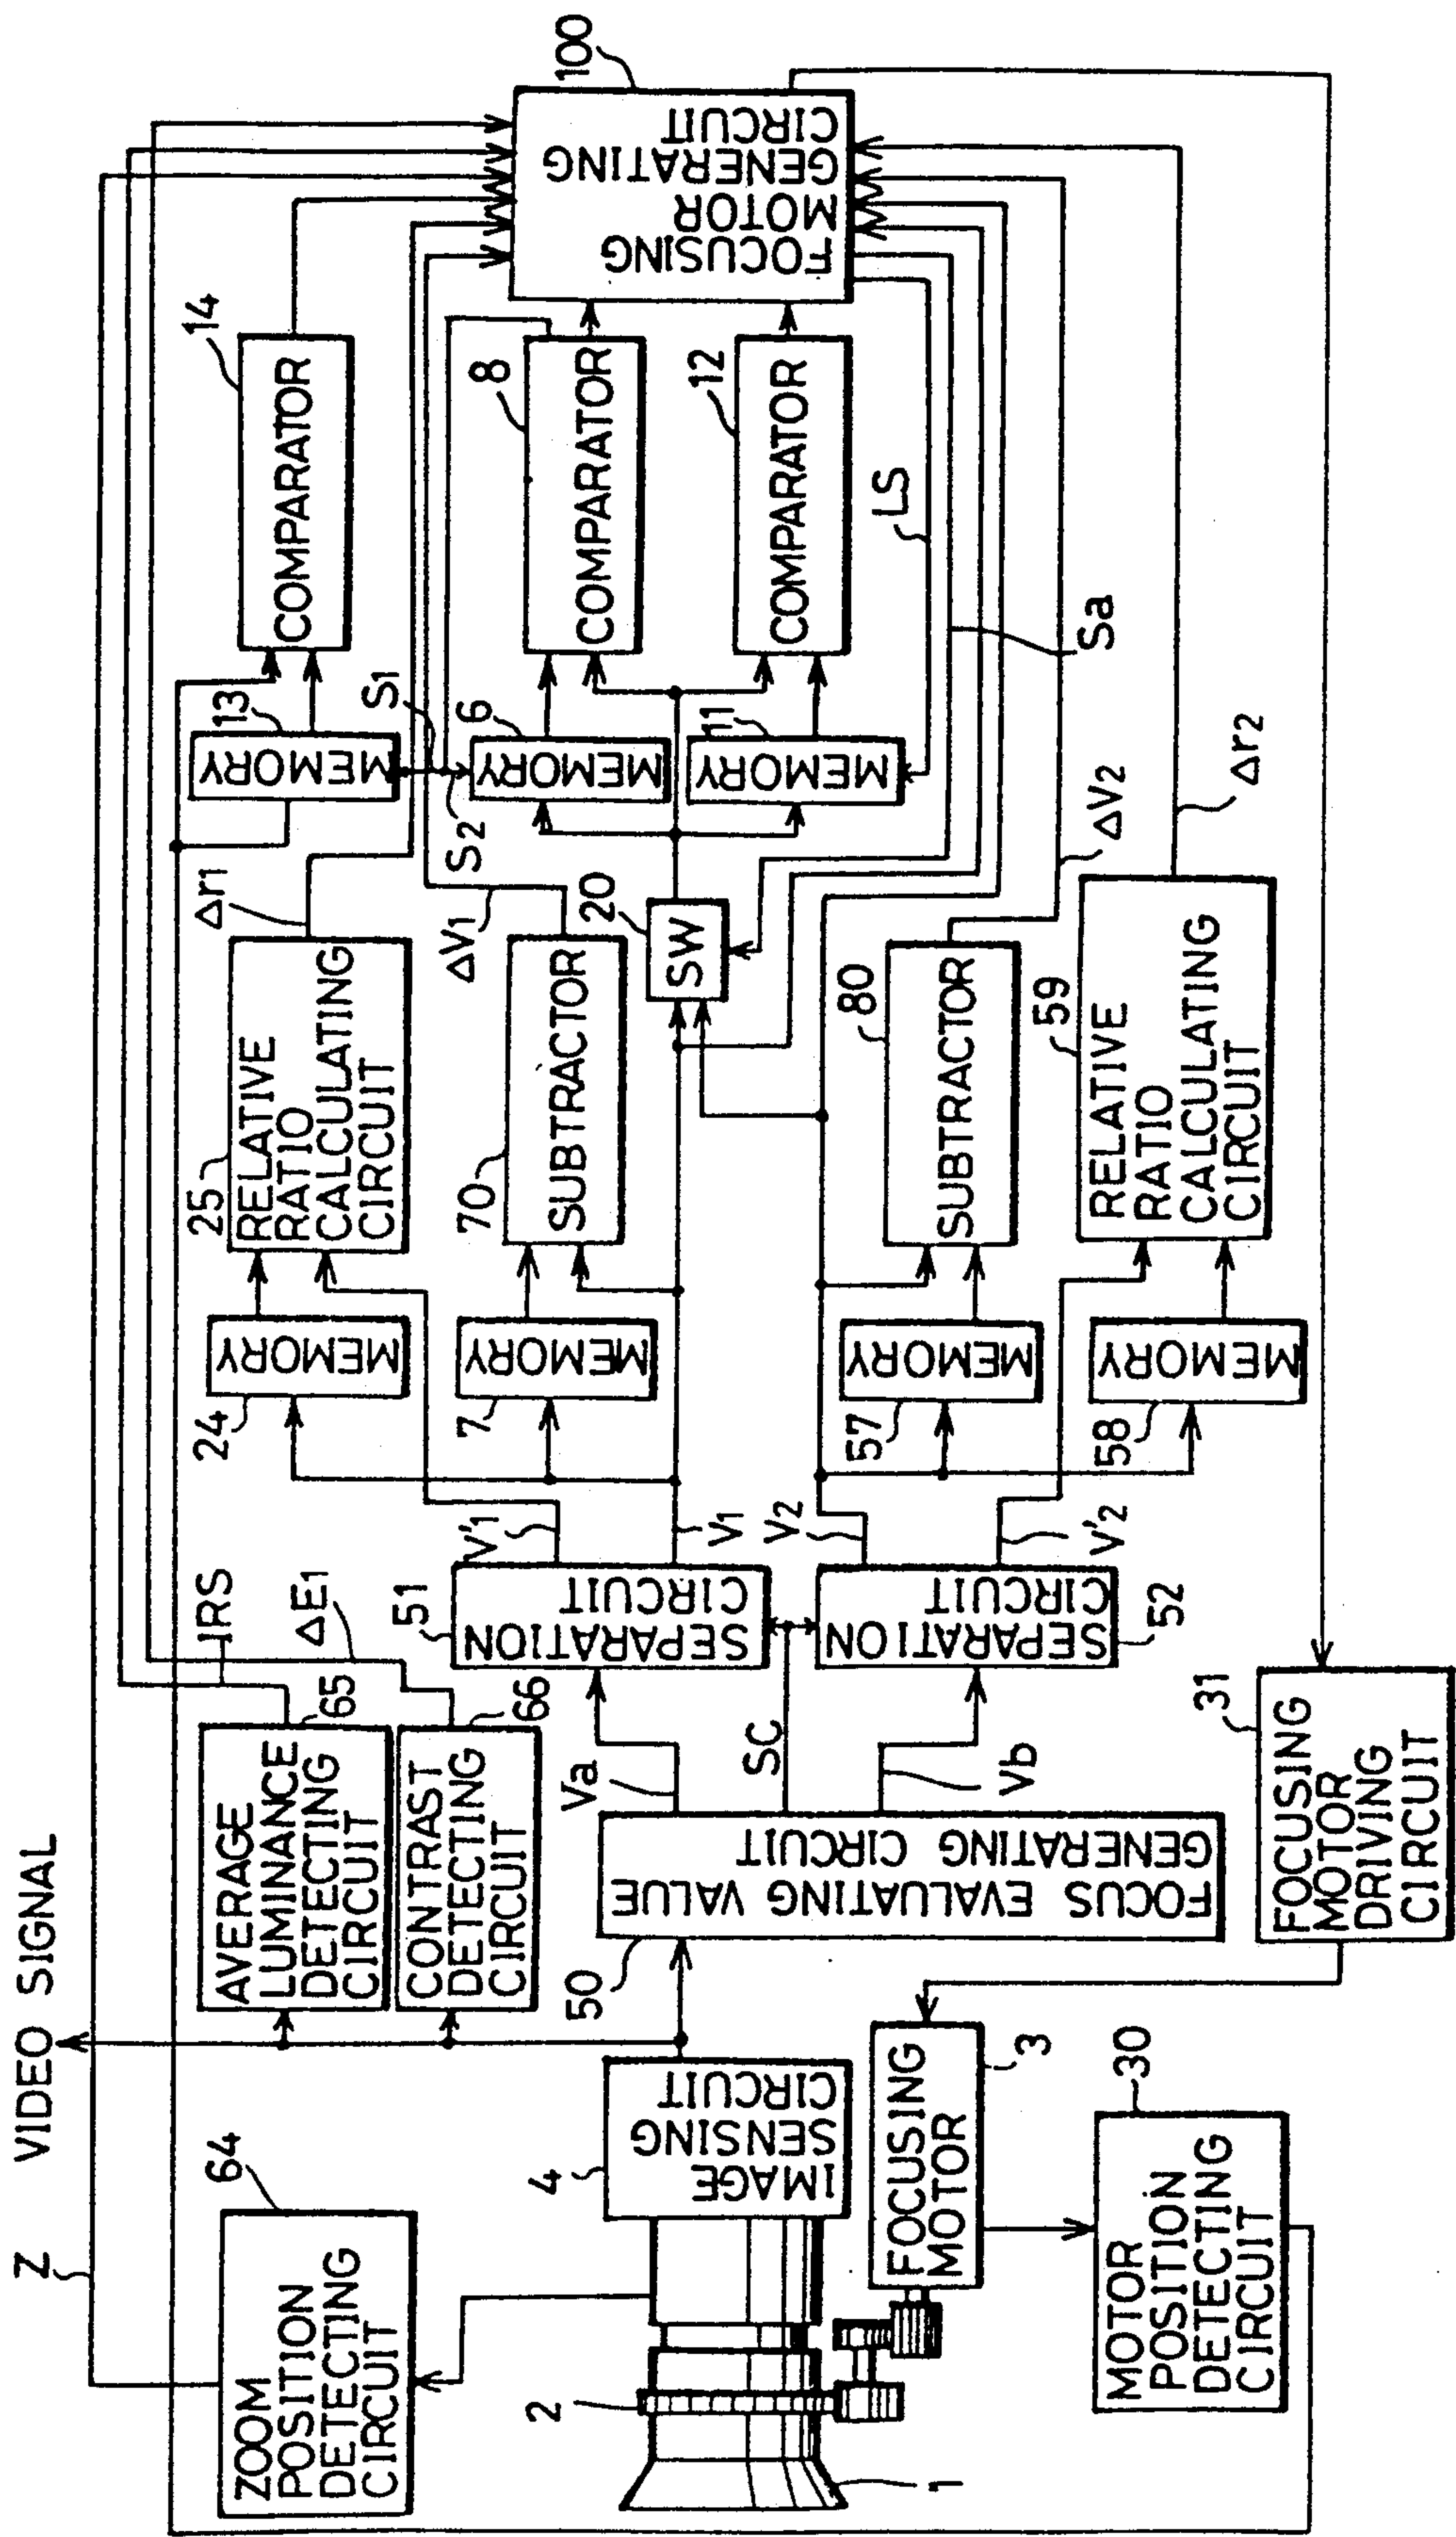 VIDEO SIGNAL
Z
64
ZOOM
POSITION
DETECTING
CIRCUIT
IRS
ΔE1
AVERAGE
LUMINANCE
DETECTING
CIRCUIT
65
CONTRAST
DETECTING
CIRCUIT
66
1
2
4
IMAGE
SENSING
CIRCUIT
FOCUSING
MOTOR
3
MOTOR
POSITION
DETECTING
CIRCUIT
30
50
FOCUS EVALUATING VALUE
GENERATING CIRCUIT
Va
SC
Vb
FOCUSING
MOTOR
DRIVING
CIRCUIT
31
51
SEPARATION
CIRCUIT
SEPARATION
CIRCUIT
52
V'1
V1
V2
V'2
24
MEMORY
7
MEMORY
57
MEMORY
58
MEMORY
25
RELATIVE
RATIO
CALCULATING
CIRCUIT
70
SUBTRACTOR
80
SUBTRACTOR
59
RELATIVE
RATIO
CALCULATING
CIRCUIT
Δr1
ΔV1
20
SW
ΔV2
Δr2
13
MEMORY
S1
S2
6
MEMORY
11
MEMORY
14
COMPARATOR
8
COMPARATOR
12
COMPARATOR
LS
Sa
100
FOCUSING
MOTOR
GENERATING
CIRCUIT